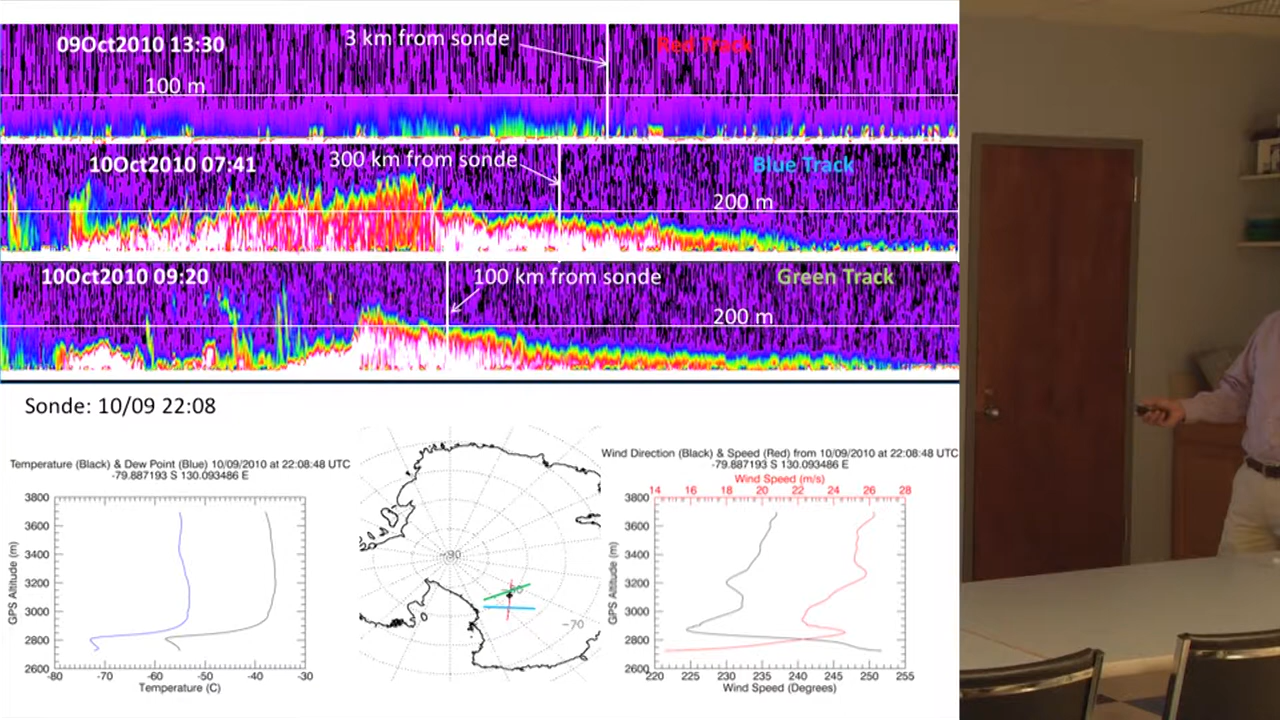 09Oct2010 13:30
3 km from sonde
Red Track
100 m
10Oct2010 07:41
300 km from sonde
Blue Track
200 m
10Oct2010 09:20
100 km from sonde
Green Track
200 m
Sonde: 10/09 22:08
Temperature (Black) & Dew Point (Blue) 10/09/2010 at 22:08:48 UTC
-79.887193 S 130.093486 E
3800
3600
3400
3200
3000
2800
2600
GPS Altitude (m)
-80 -70 -60 -50 -40 -30
Temperature (C)
-90
-80
-70
Wind Direction (Black) & Speed (Red) from 10/09/2010 at 22:08:48 UTC
-79.887193 S 130.093486 E
Wind Speed (m/s)
14 16 18 20 22 24 26 28
3800
3600
3400
3200
3000
2800
2600
GPS Altitude (m)
220 225 230 235 240 245 250 255
Wind Speed (Degrees)